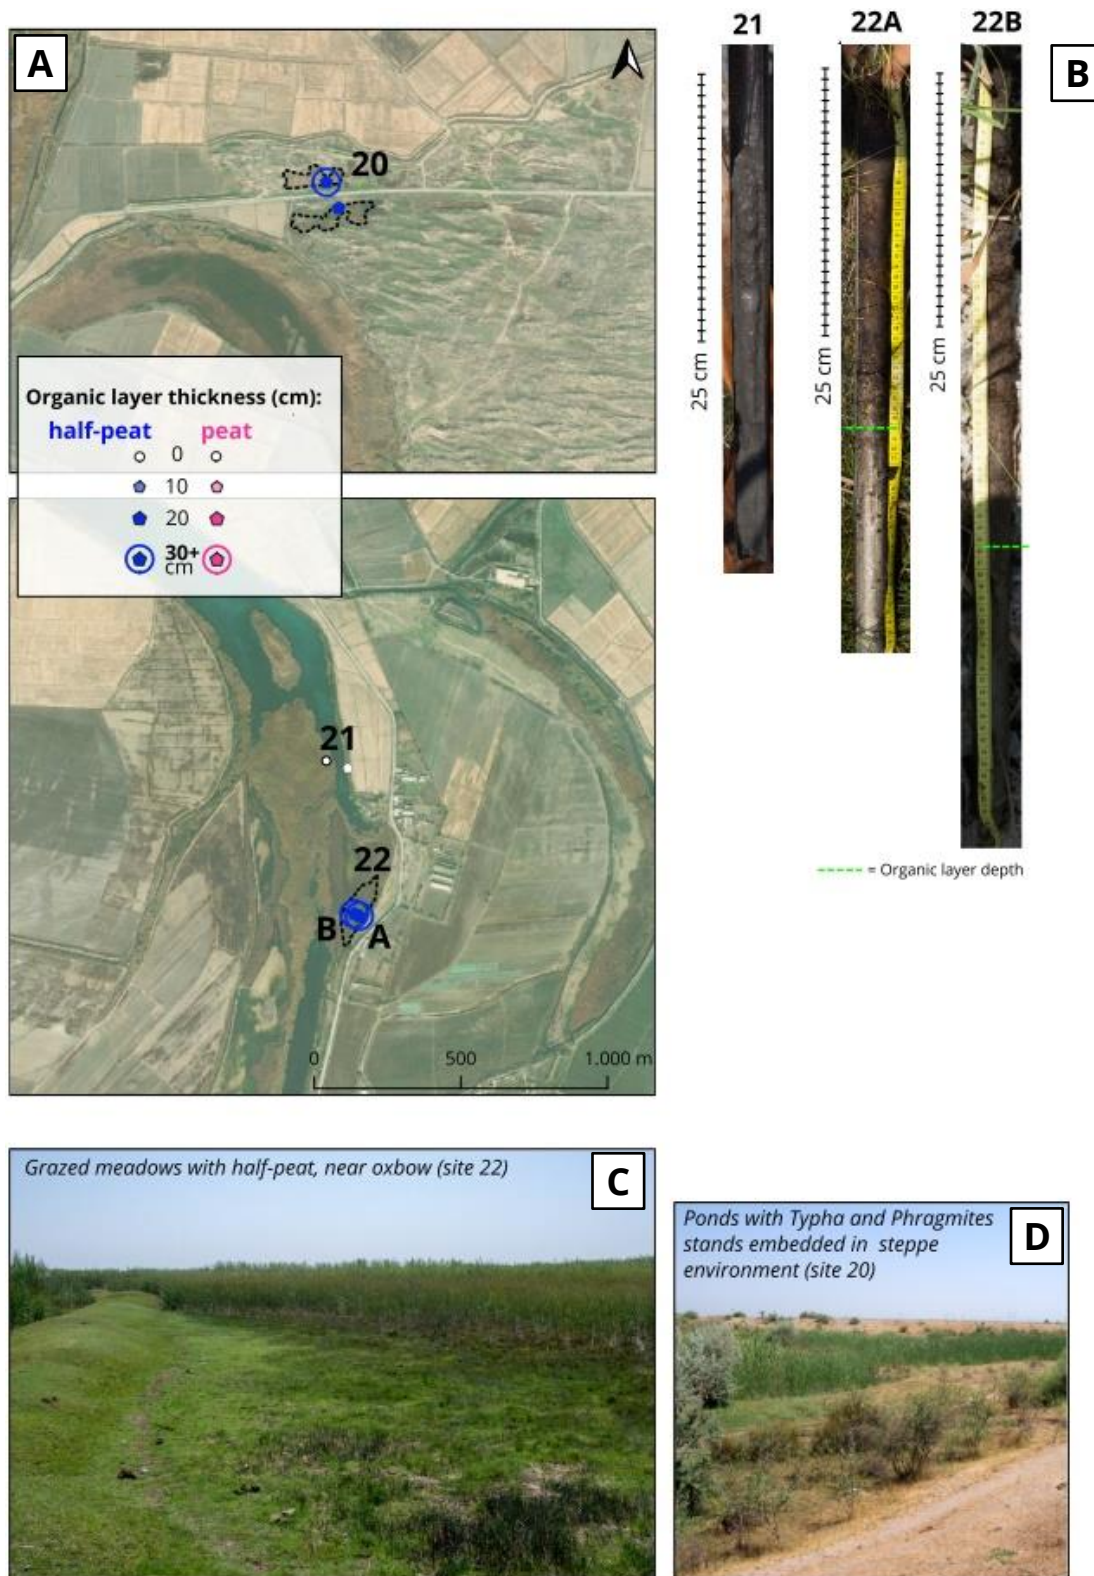 A
20
Organic layer thickness (cm):
half-peat peat
0
10
20
30+
cm
21
22
B
A
0 500 1.000 m
21 22A 22B
B
25 cm
25 cm
25 cm
= Organic layer depth
Grazed meadows with half-peat, near oxbow (site 22)
C
Ponds with Typha and Phragmites
stands embedded in steppe
environment (site 20)
D